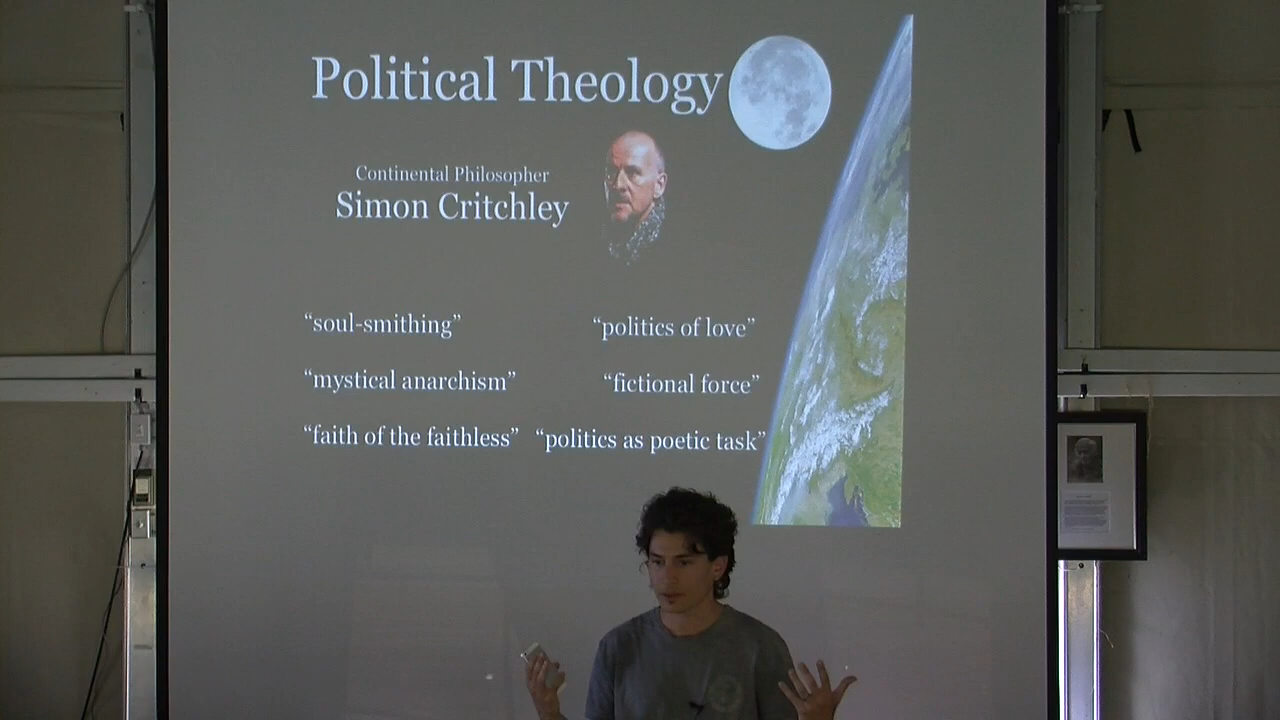 Political Theology
Continental Philosopher
Simon Critchley
“soul-smithing”
“politics of love”
“mystical anarchism”
“fictional force”
“faith of the faithless”
“politics as poetic task”